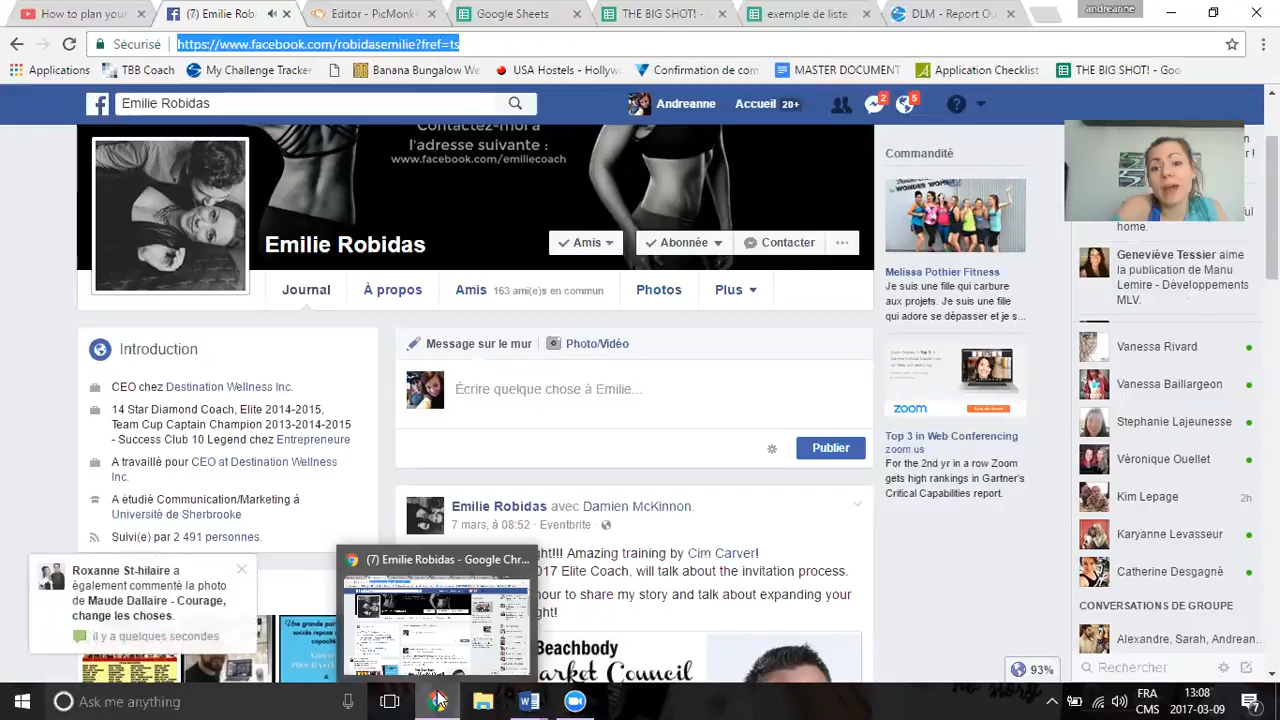 andreanne
How to plan your
(7) Emilie Rob
Editor - PicMonk
Google Sheets
THE BIG SHOT! -
exemple de liste
DLM - Report Ou
Sécurisé
https://www.facebook.com/robidasemilie?fref=ts
Applications
TBB Coach
My Challenge Tracker
Banana Bungalow We
USA Hostels - Hollyw
Confirmation de com
MASTER DOCUMENT
Application Checklist
THE BIG SHOT! - Goo
Emilie Robidas
Andreanne
Accueil 20+
2
5
Contactez-moi à
l'adresse suivante :
www.facebook.com/emiliecoach
Emilie Robidas
Amis
Abonnée
Contacter
Journal
À propos
Amis 163 ami(e)s en commun
Photos
Plus
Introduction
CEO chez Destination Wellness Inc.
14 Star Diamond Coach, Elite 2014-2015,
Team Cup Captain Champion 2013-2014-2015
- Success Club 10 Legend chez Entrepreneure
A travaillé pour CEO at Destination Wellness
Inc.
A étudié Communication/Marketing à
Université de Sherbrooke
Suivi(e) par 2 491 personnes.
Message sur le mur
Photo/Vidéo
Écrire quelque chose à Emilie...
Publier
Emilie Robidas avec Damien McKinnon.
7 mars, à 08:52 · Eventbrite ·
ght!!! Amazing training by Cim Carver!
2017 Elite Coach, will talk about the invitation process
hour to share my story and talk about expanding your
ght!
Beachbody
Market Council
my story
Commandité
WONDER WOMAN
Melissa Pothier Fitness
Je suis une fille qui carbure
aux projets. Je suis une fille
qui adore se dépasser et je s...
zoom
Top 3 in Web Conferencing
zoom.us
For the 2nd yr in a row Zoom
gets high rankings in Gartner's
Critical Capabilities report.
home.
Geneviève Tessier aime
la publication de Manu
Lemire - Développements
MLV.
Vanessa Rivard
Vanessa Baillargeon
Stephanie Lajeunesse
Véronique Ouellet
Kim Lepage 2h
Karyanne Levasseur
Catherine Desgagné
CONVERSATIONS DE GROUPE
Alexandre, Sarah, Andrean...
Rechercher
93%
Roxanne St-hilaire a
également commenté la photo
de Maude Dallaire - Courage,
change les choses.
il y a quelques secondes
(7) Emilie Robidas - Google Chr...
Une grande par
Ask me anything
FRA
CMS
13:08
2017-03-09
7